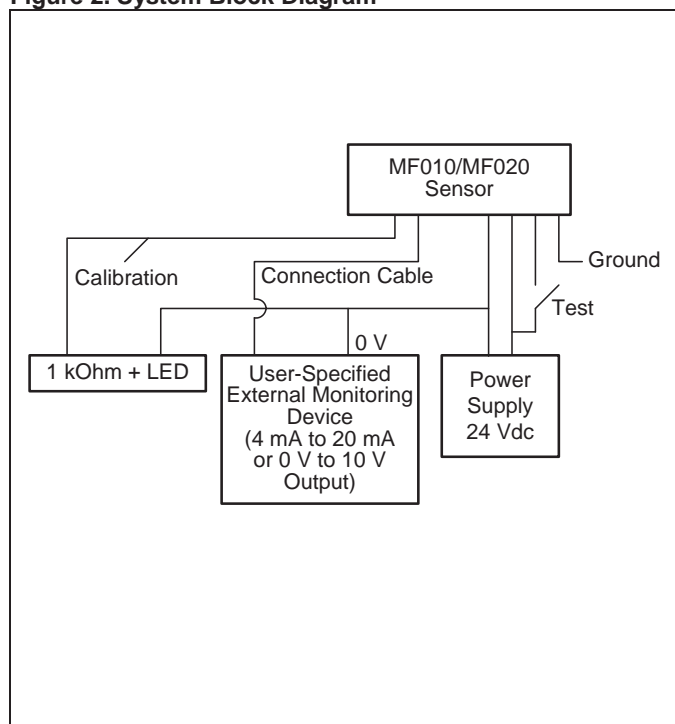 Figure 2. System Block Diagram
MF010/MF020
Sensor
Calibration
Connection Cable
Ground
Test
0 V
1 kOhm + LED
User-Specified
External Monitoring
Device
(4 mA to 20 mA
or 0 V to 10 V
Output)
Power
Supply
24 Vdc